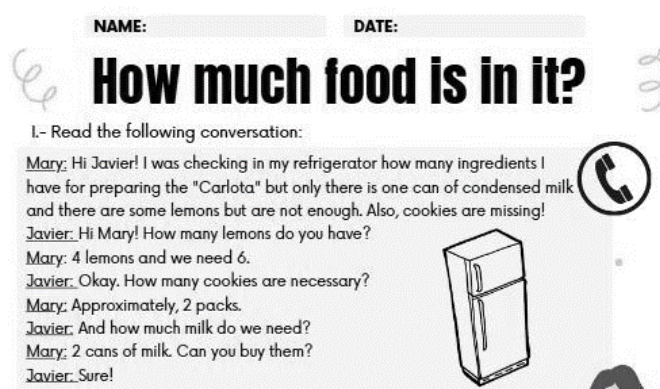 NAME: DATE:
How much food is in it?
I.- Read the following conversation:
Mary: Hi Javier! I was checking in my refrigerator how many ingredients I
have for preparing the "Carlota" but only there is one can of condensed milk
and there are some lemons but are not enough. Also, cookies are missing!
Javier: Hi Mary! How many lemons do you have?
Mary: 4 lemons and we need 6.
Javier: Okay. How many cookies are necessary?
Mary: Approximately, 2 packs.
Javier: And how much milk do we need?
Mary: 2 cans of milk. Can you buy them?
Javier: Sure!